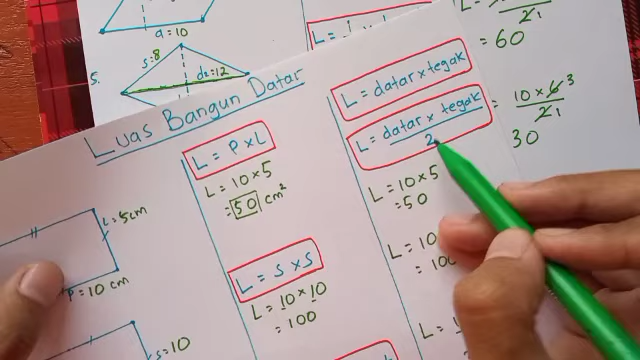 a = 10
s = 8
5.
d2 = 12
= 60
10 × 6 3
2 1
30
Luas Bangun Datar
L = P × L
L = 10 × 5
= 50 cm²
L = 5cm
P = 10 cm
L = s × s
L = 10 × 10
= 100
s = 10
L = datar × tegak
L = datar × tegak
2
L = 10 × 5
= 50
L = 10
= 100
L =